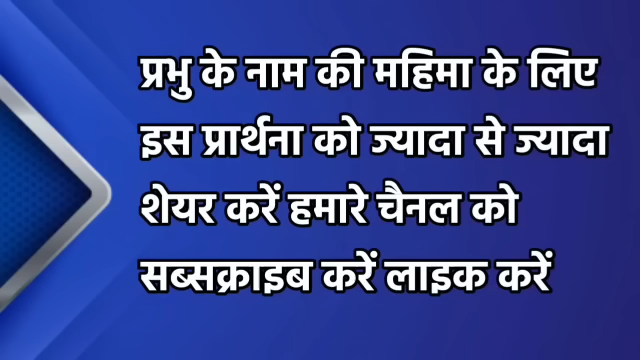 प्रभु के नाम की महिमा के लिए
इस प्रार्थना को ज्यादा से ज्यादा
शेयर करें हमारे चैनल को
सब्सक्राइब करें लाइक करें